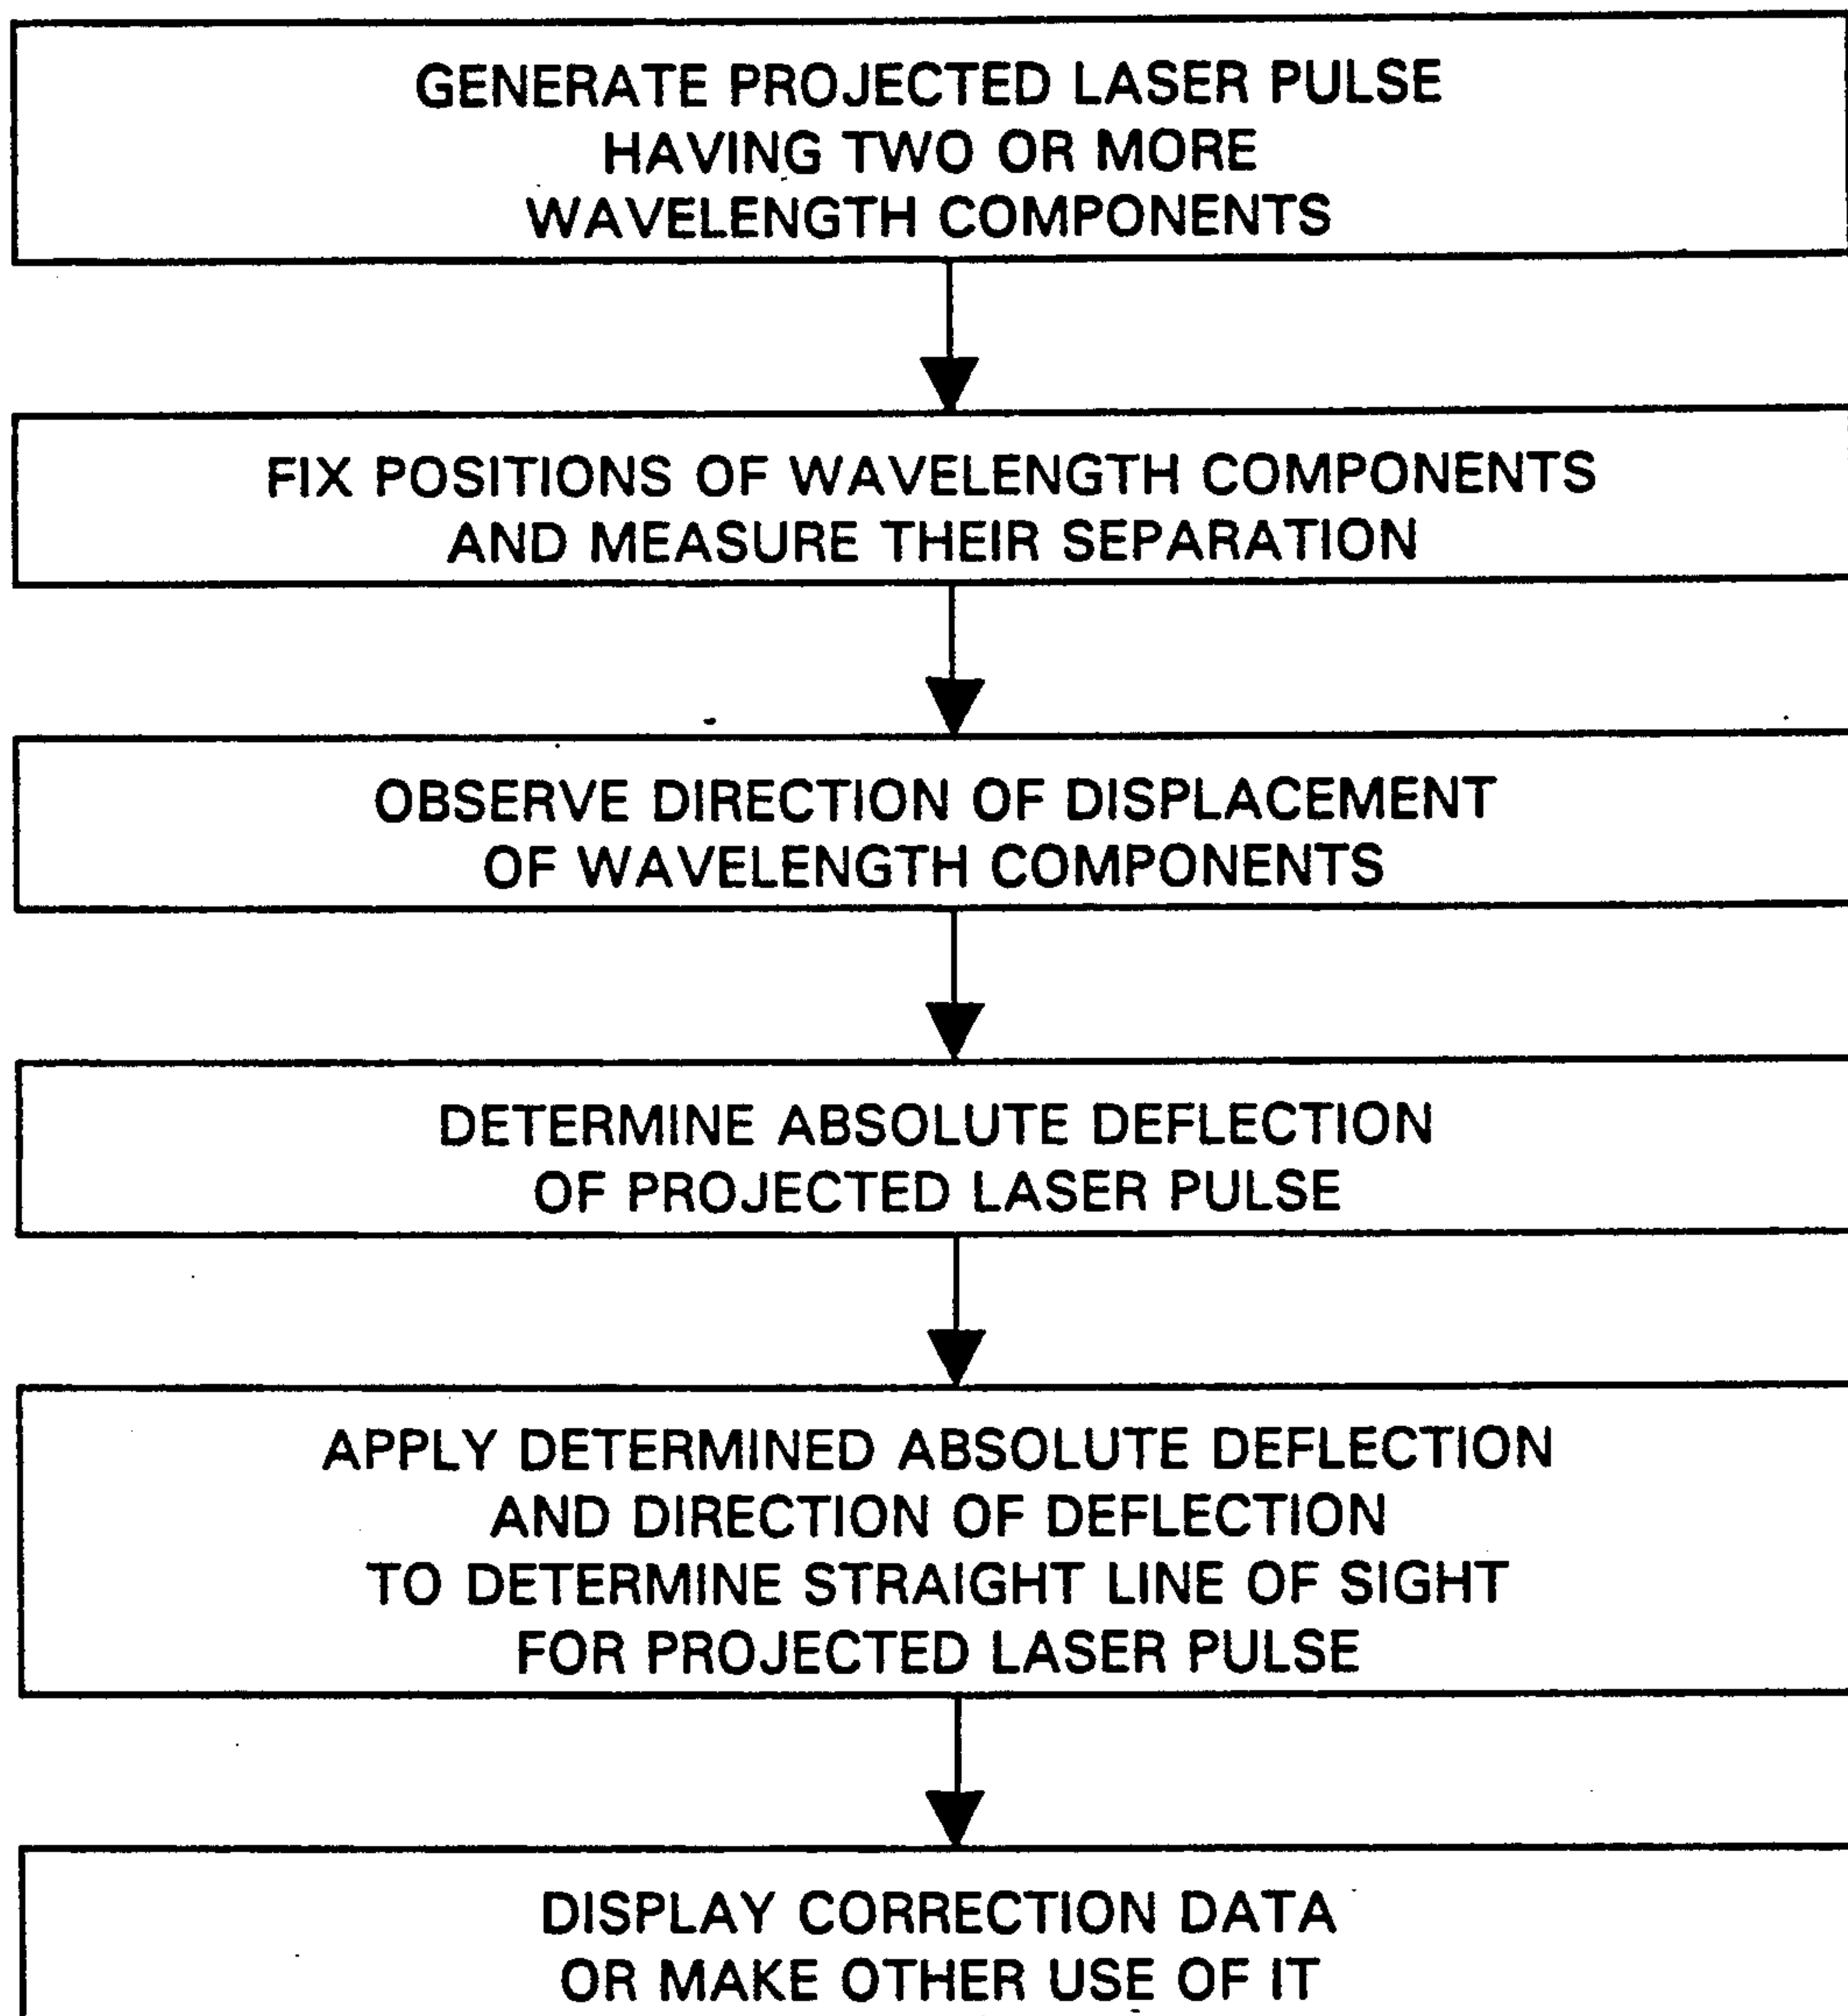 GENERATE PROJECTED LASER PULSE
HAVING TWO OR MORE
WAVELENGTH COMPONENTS
FIX POSITIONS OF WAVELENGTH COMPONENTS
AND MEASURE THEIR SEPARATION
OBSERVE DIRECTION OF DISPLACEMENT
OF WAVELENGTH COMPONENTS
DETERMINE ABSOLUTE DEFLECTION
OF PROJECTED LASER PULSE
APPLY DETERMINED ABSOLUTE DEFLECTION
AND DIRECTION OF DEFLECTION
TO DETERMINE STRAIGHT LINE OF SIGHT
FOR PROJECTED LASER PULSE
DISPLAY CORRECTION DATA
OR MAKE OTHER USE OF IT